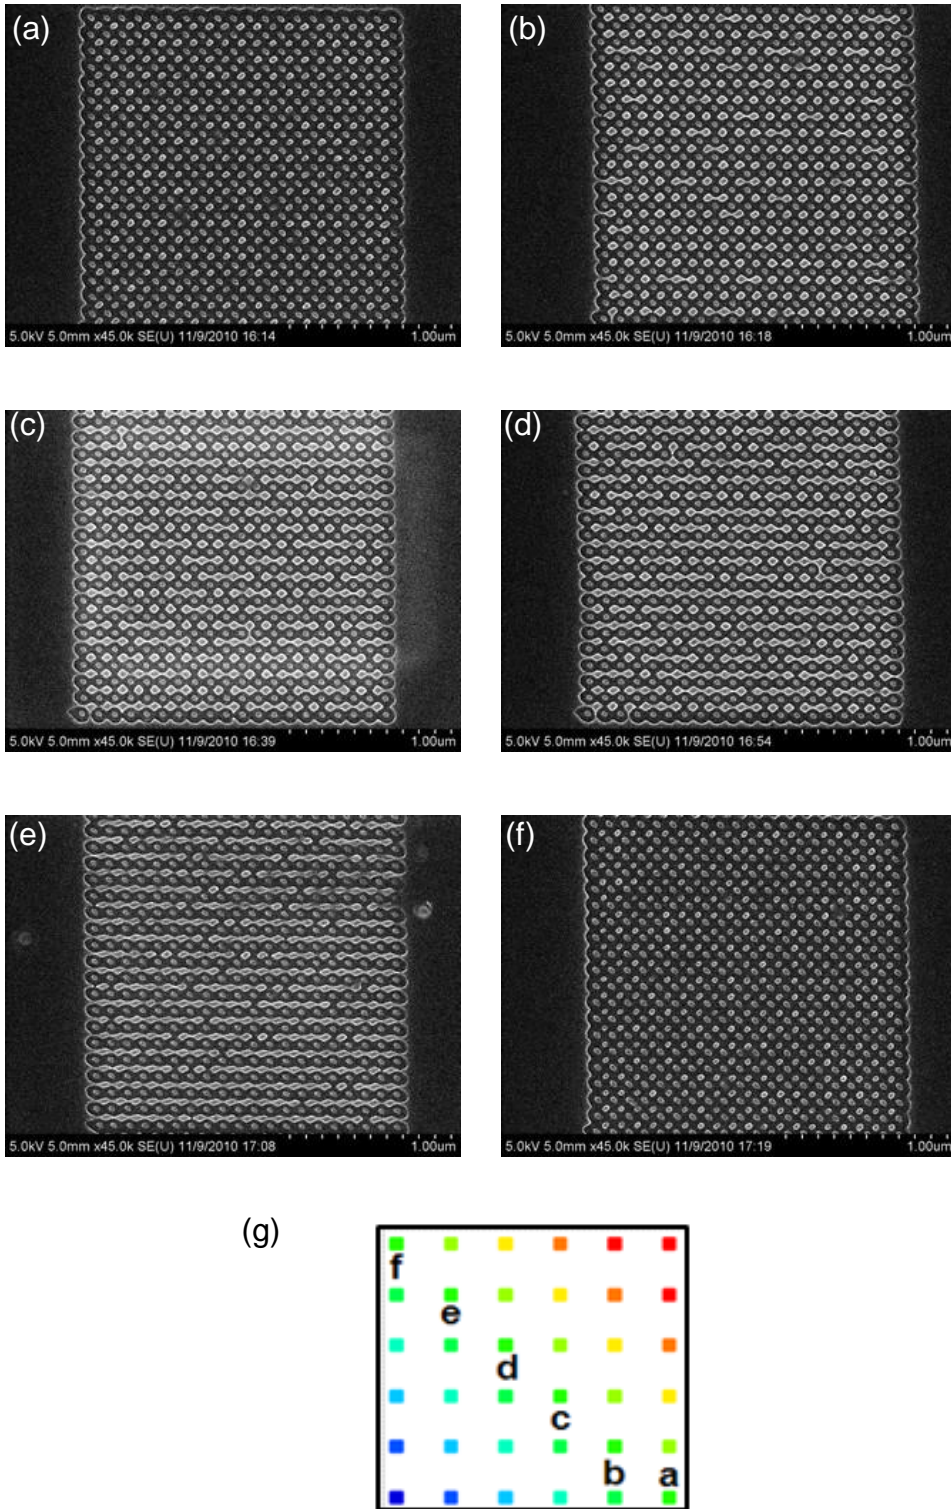 (a)
5.0kV 5.0mm x45.0k SE(U) 11/9/2010 16:14 1.00um
(b)
5.0kV 5.0mm x45.0k SE(U) 11/9/2010 16:18 1.00um
(c)
5.0kV 5.0mm x45.0k SE(U) 11/9/2010 16:39 1.00um
(d)
5.0kV 5.0mm x45.0k SE(U) 11/9/2010 16:54 1.00um
(e)
5.0kV 5.0mm x45.0k SE(U) 11/9/2010 17:08 1.00um
(f)
5.0kV 5.0mm x45.0k SE(U) 11/9/2010 17:19 1.00um
(g)
f
e
d
c
b a